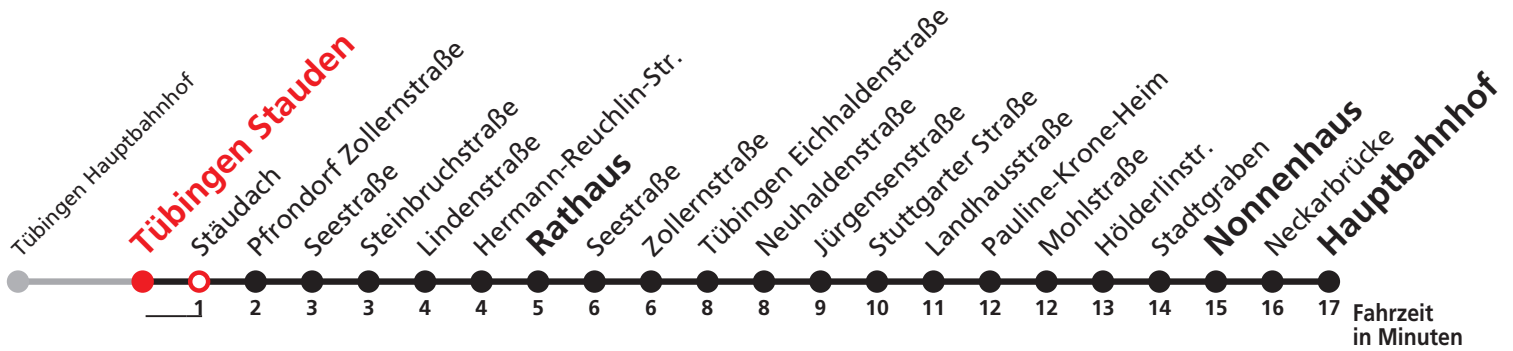 Tübingen Hauptbahnhof
Tübingen Stauden
Stäudach
Pfrondorf Zollernstraße
Seestraße
Steinbruchstraße
Lindenstraße
Hermann-Reuchlin-Str.
Rathaus
Seestraße
Zollernstraße
Tübingen Eichhaldenstraße
Neuhaldenstraße
Jürgensenstraße
Stuttgarter Straße
Landhausstraße
Pauline-Krone-Heim
Mohlstraße
Hölderlinstr.
Stadtgraben
Nonnenhaus
Neckarbrücke
Hauptbahnhof
1 2 3 3 4 4 5 6 6 8 8 9 10 11 12 12 13 14 15 16 17
Fahrzeit
in Minuten